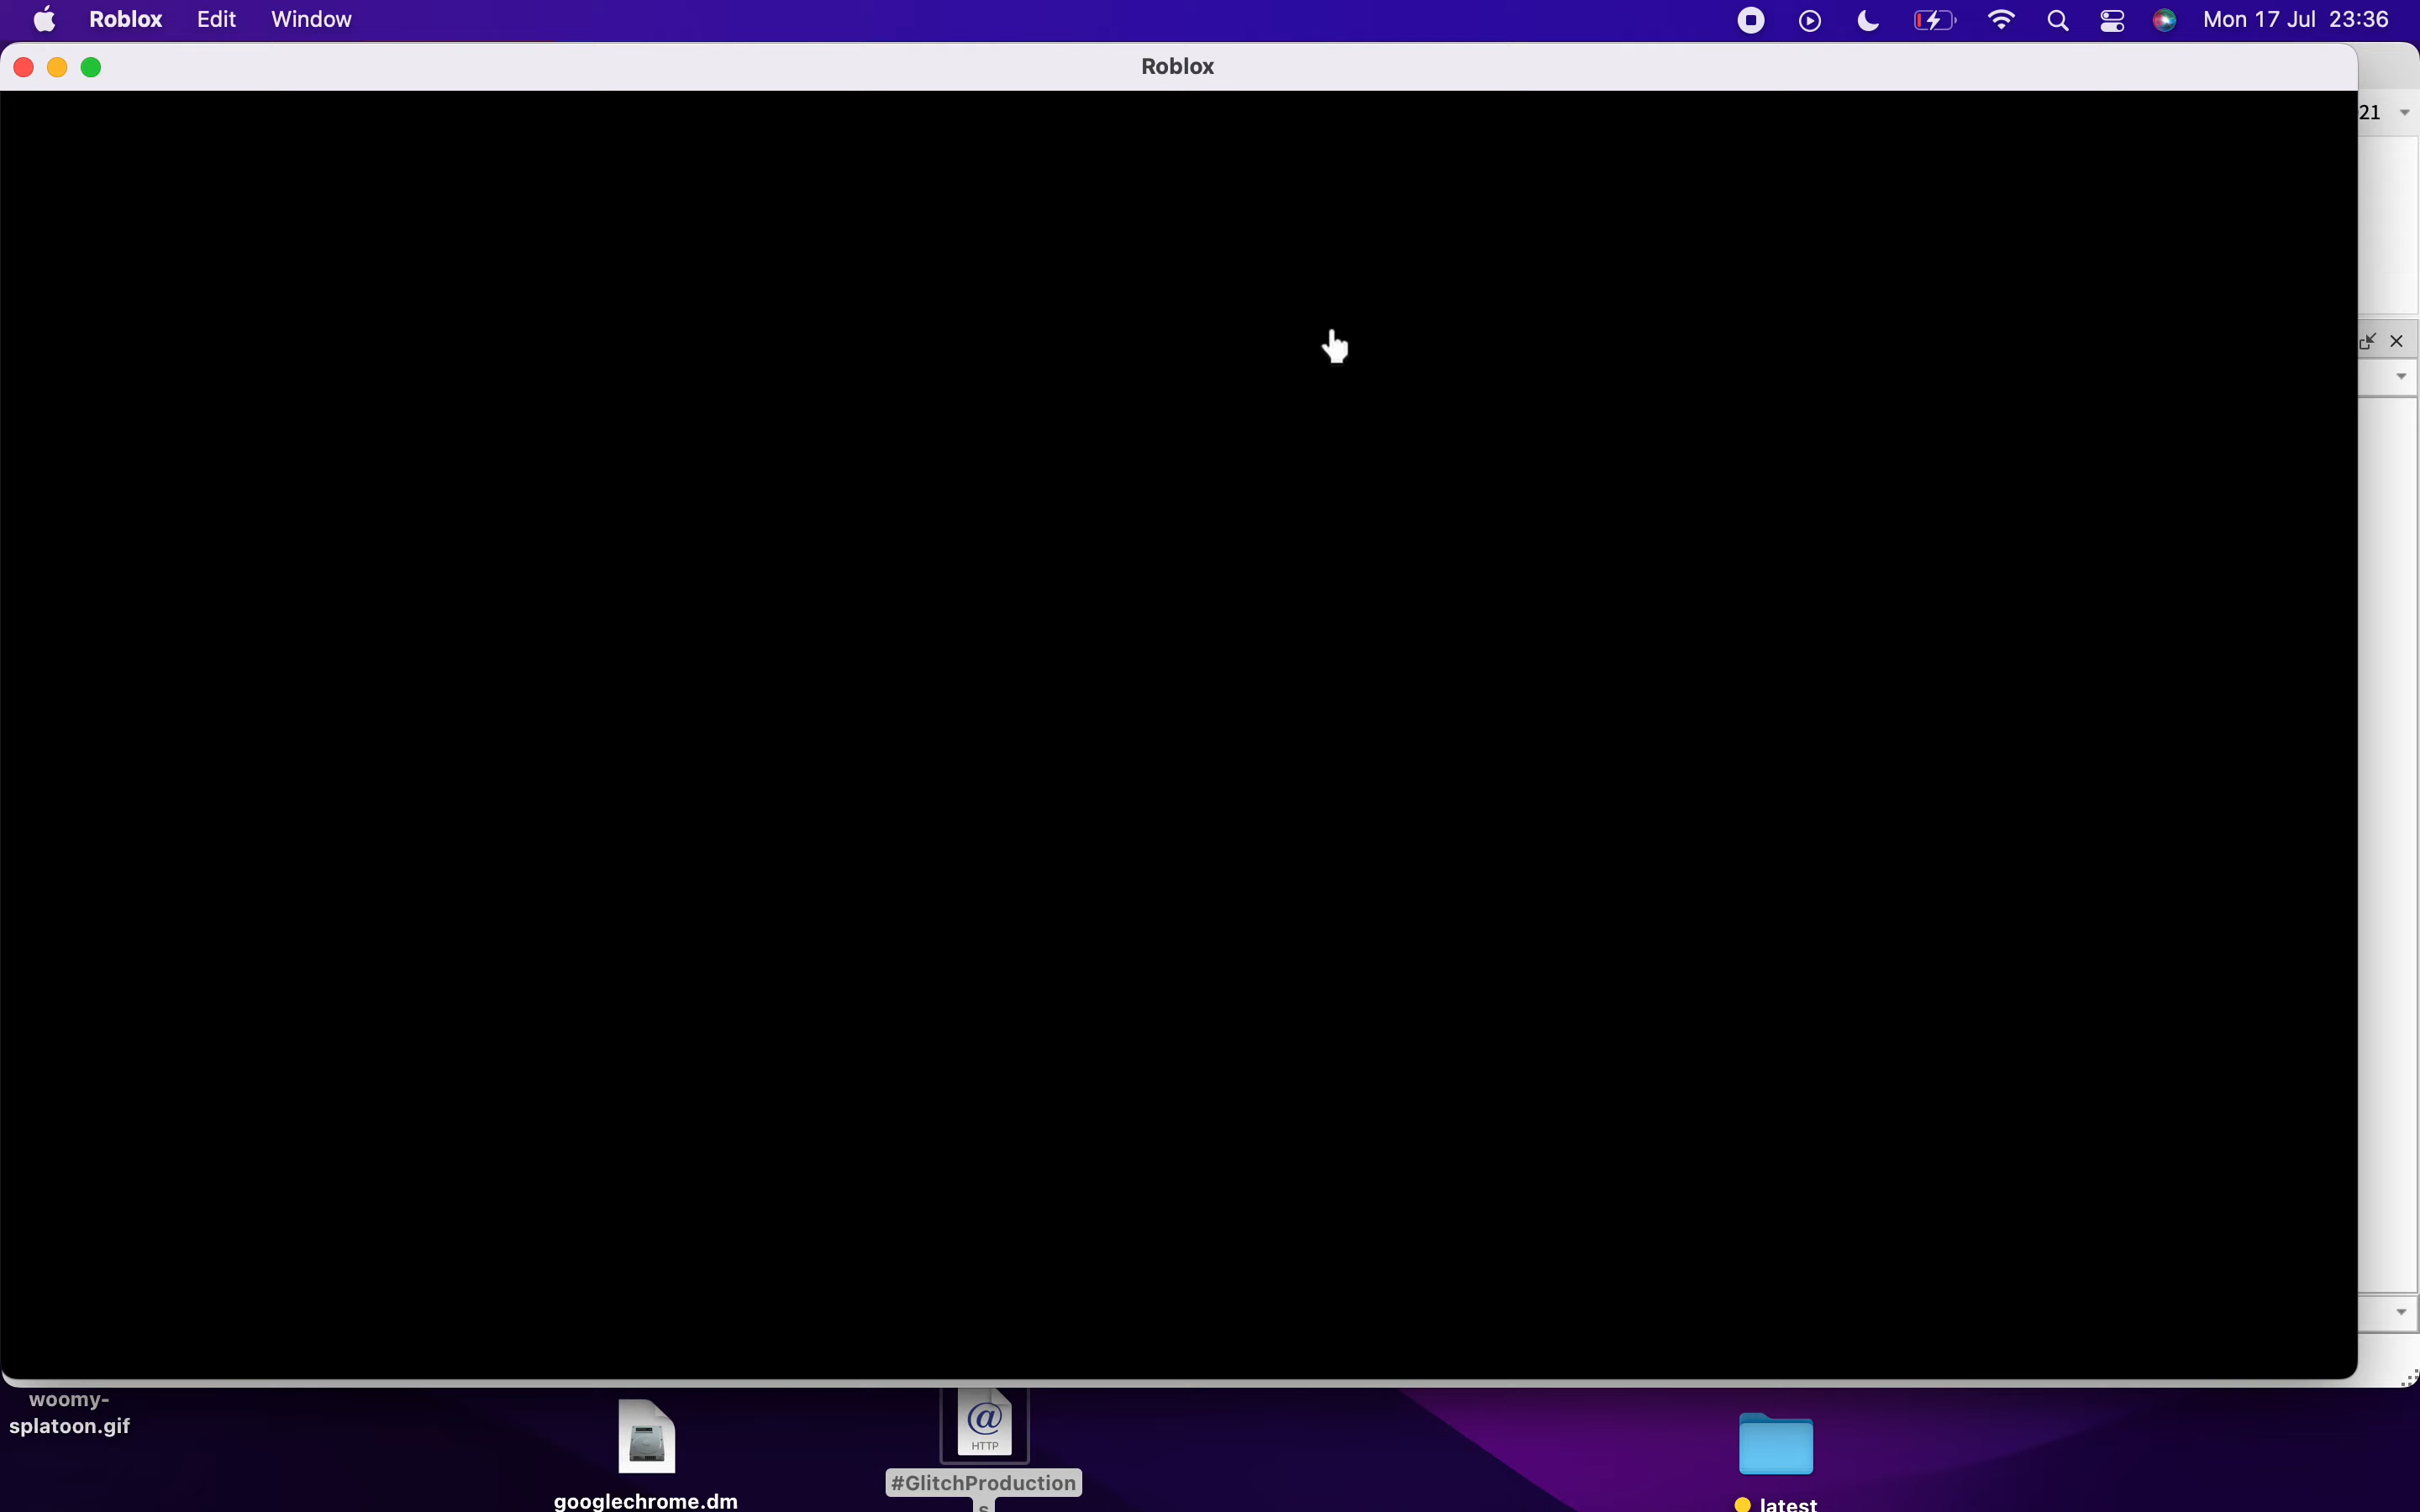 Roblox Edit Window Mon 17 Jul 23:36
Roblox
21
woomy-
splatoon.gif
HTTP
#GlitchProduction
s
googlechrome.dm
latest